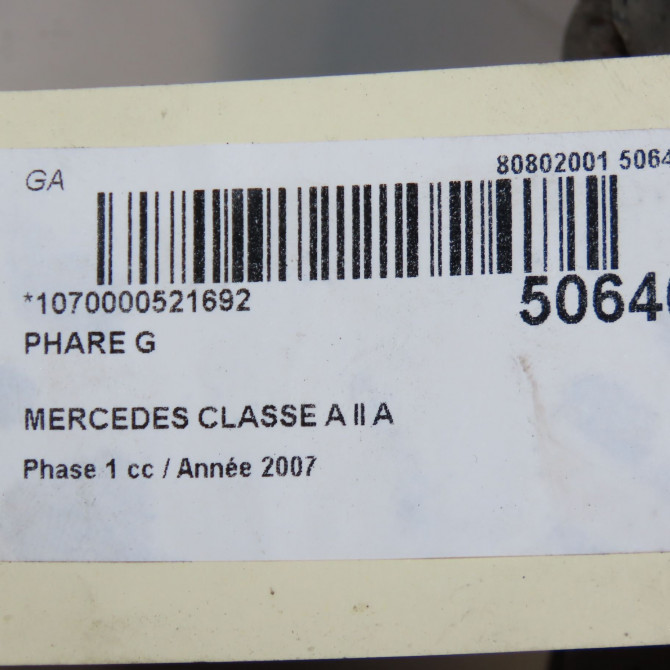 GA
80802001 5064
*1070000521692
5064
PHARE G
MERCEDES CLASSE A II A
Phase 1 cc / Année 2007